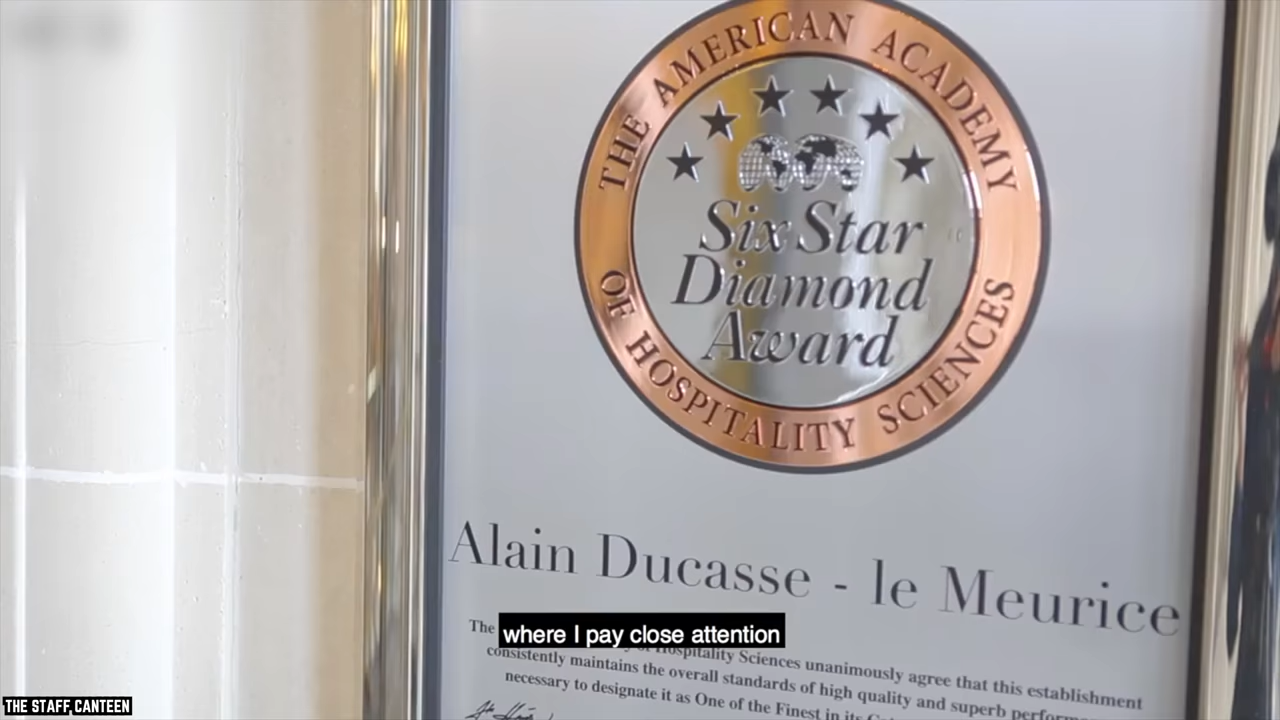 THE AMERICAN ACADEMY
OF HOSPITALITY SCIENCES
Six Star
Diamond
Award
Alain Ducasse - le Meurice
The
where I pay close attention
Hospitality Sciences unanimously agree that this establishment
consistently maintains the overall standards of high quality and superb
necessary to designate it as One of the Finest in its
THE STAFF CANTEEN